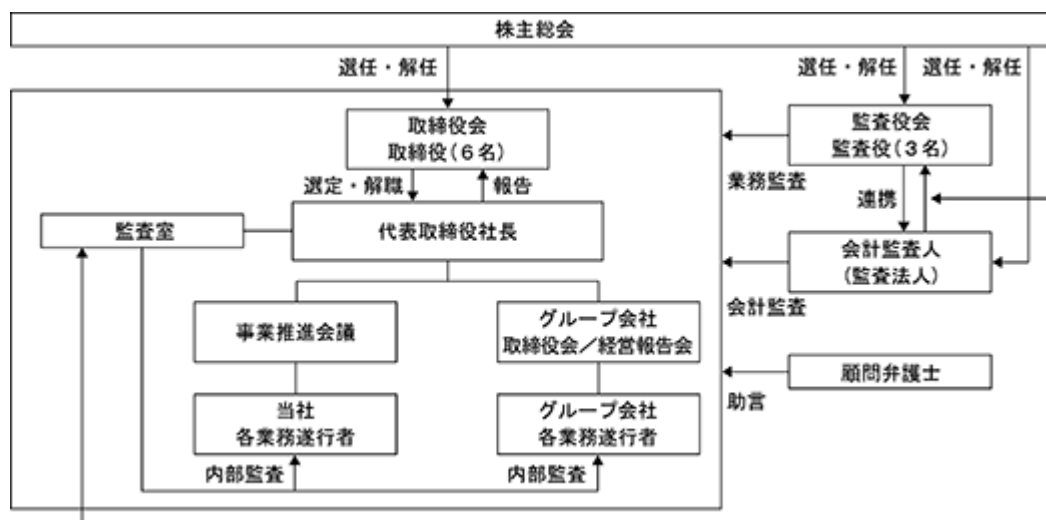 株主総会
選任・解任
選任・解任
選任・解任
取締役会
取締役(6名)
監査役会
監査役(3名)
選定・解職
報告
業務監査
連携
監査室
代表取締役社長
会計監査人
(監査法人)
会計監査
事業推進会議
グループ会社
取締役会/経営報告会
顧問弁護士
助言
当社
各業務遂行者
グループ会社
各業務遂行者
内部監査
内部監査